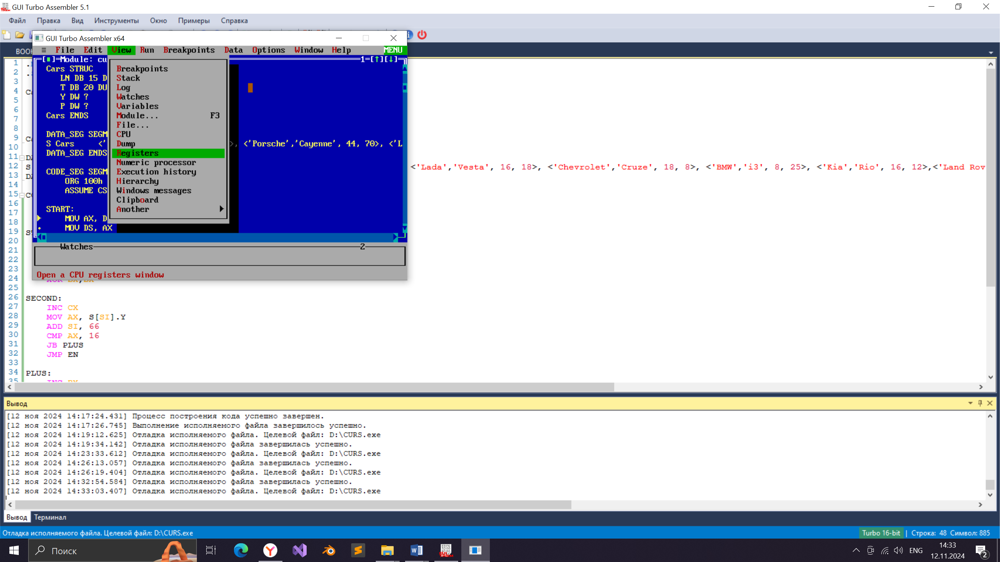 GUI Turbo Assembler 5.1
Файл Правка Вид Инструменты Окно Примеры Справка
GUI Turbo Assembler x64
≡ File Edit View Run Breakpoints Data Options Window Help MENU
[■]=Module: cu 1=[↑][↓]
Cars STRUC
LN DB 15 D
T DB 20 DU
Y DW ?
P DW ?
Cars ENDS
DATA_SEG SEGM
S Cars <' >, <'Porsche','Cayenne', 44, 70>, <'L
DATA_SEG ENDS
CODE_SEG SEGM
ORG 100h
ASSUME CS
START:
MOV AX, D
MOV DS, AX
Breakpoints
Stack
Log
Watches
Variables
Module... F3
File...
CPU
Dump
Registers
Numeric processor
Execution history
Hierarchy
Windows messages
Clipboard
Another
Watches 2
Open a CPU registers window
1
2
3
4
5
6
7
8
9
10
11
12 S <'Lada','Vesta', 16, 18>, <'Chevrolet','Cruze', 18, 8>, <'BMW','i3', 8, 25>, <'Kia','Rio', 16, 12>,<'Land Rov
13
14
15
16
17
18
19
20
21
22
23
24
25
26 SECOND:
27 INC CX
28 MOV AX, S[SI].Y
29 ADD SI, 66
30 CMP AX, 16
31 JB PLUS
32 JMP EN
33
34 PLUS:
35
Вывод
[12 ноя 2024 14:17:24.431] Процесс построения кода успешно завершен.
[12 ноя 2024 14:17:26.745] Выполнение исполняемого файла завершилось успешно.
[12 ноя 2024 14:19:12.625] Отладка исполняемого файла. Целевой файл: D:\CURS.exe
[12 ноя 2024 14:19:34.142] Отладка исполняемого файла завершилась успешно.
[12 ноя 2024 14:23:33.612] Отладка исполняемого файла. Целевой файл: D:\CURS.exe
[12 ноя 2024 14:26:13.057] Отладка исполняемого файла завершилась успешно.
[12 ноя 2024 14:26:19.404] Отладка исполняемого файла. Целевой файл: D:\CURS.exe
[12 ноя 2024 14:32:54.584] Отладка исполняемого файла завершилась успешно.
[12 ноя 2024 14:33:03.407] Отладка исполняемого файла. Целевой файл: D:\CURS.exe
Вывод Терминал
Отладка исполняемого файла. Целевой файл: D:\CURS.exe Turbo 16-bit | Строка: 48 Символ: 885
Поиск
ENG
14:33
12.11.2024
2